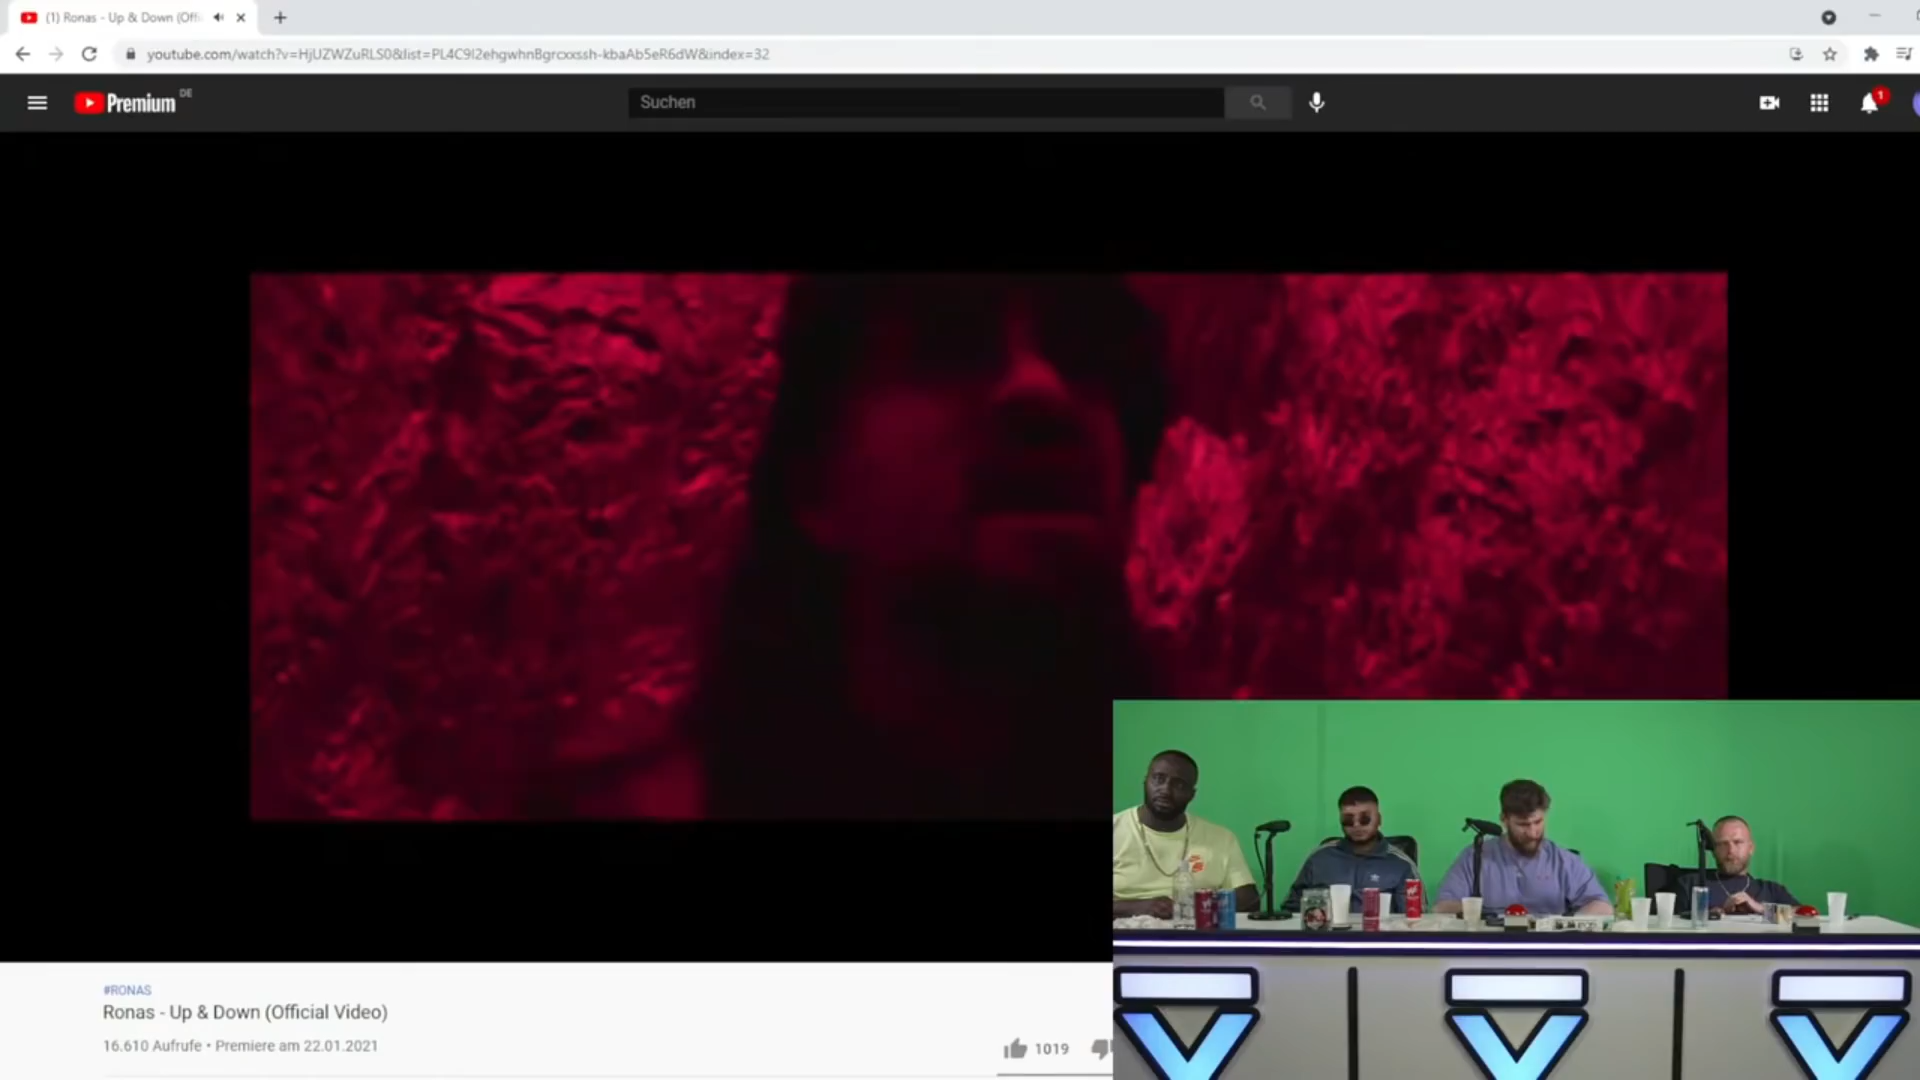 (1) Ronas - Up & Down (Offi
youtube.com/watch?v=HjUZWZuRLS0&list=PL4C9I2ehgwhnBgrcxxssh-kbaAb5eR6dW&index=32
Premium DE
Suchen
1
#RONAS
Ronas - Up & Down (Official Video)
16.610 Aufrufe • Premiere am 22.01.2021
1019